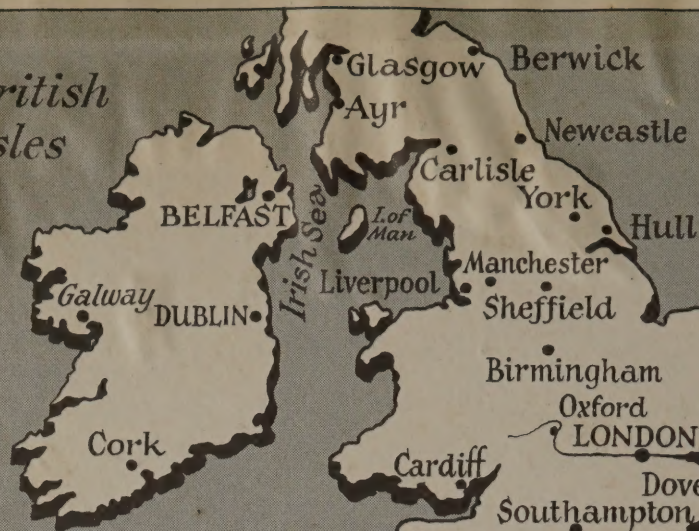 ritish
sles
Glasgow
Berwick
Ayr
Newcastle
Carlisle
York
BELFAST
I. of
Man
Hull
Irish Sea
Liverpool
Manchester
Galway
DUBLIN
Sheffield
Birmingham
Oxford
LONDON
Cork
Cardiff
Dove
Southampton